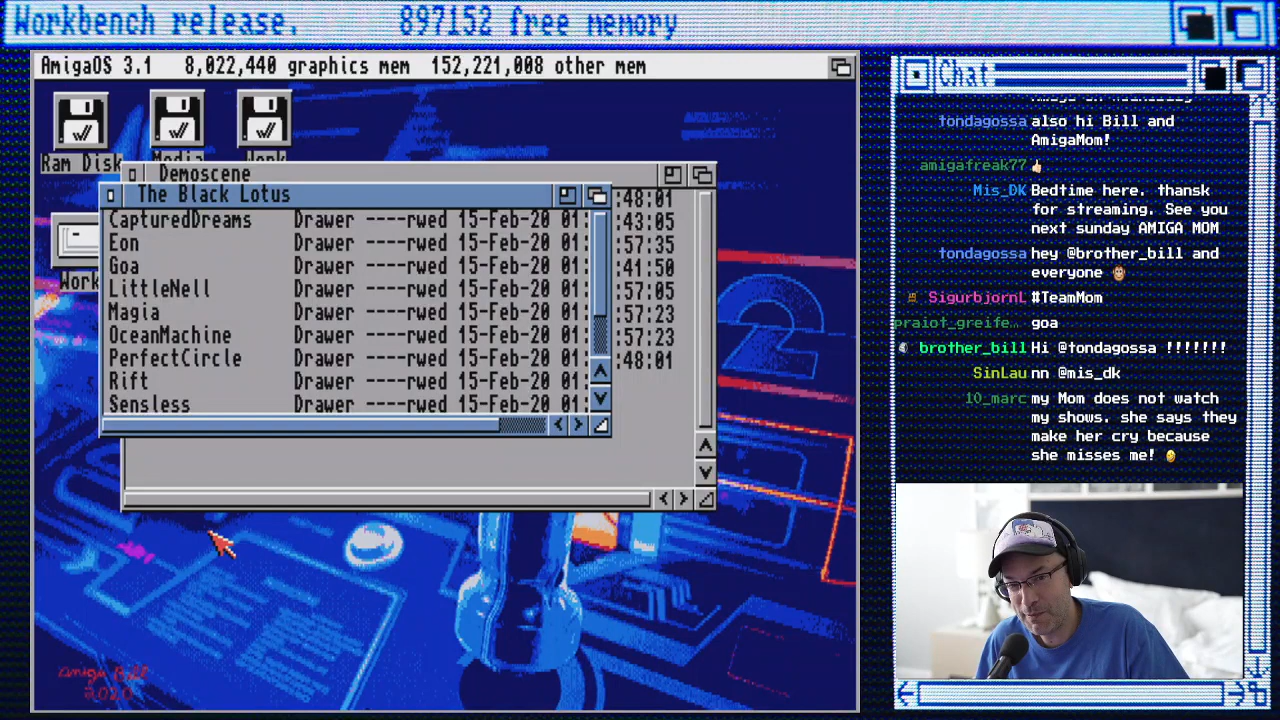 Workbench release. 897152 free memory
AmigaOS 3.1 8,022,440 graphics mem 152,221,008 other mem
Ram Disk Media Work
Demoscene
The Black Lotus
:48:01
CapturedDreams Drawer ----rwed 15-Feb-20 01: :43:05
Eon Drawer ----rwed 15-Feb-20 01: :57:35
Goa Drawer ----rwed 15-Feb-20 01: :41:50
LittleNell Drawer ----rwed 15-Feb-20 01: :57:05
Magia Drawer ----rwed 15-Feb-20 01: :57:23
OceanMachine Drawer ----rwed 15-Feb-20 01: :57:23
PerfectCircle Drawer ----rwed 15-Feb-20 01: :48:01
Rift Drawer ----rwed 15-Feb-20 01:
Sensless Drawer ----rwed 15-Feb-20 01:
Work
2
Amiga Bill
2020
Chat
tondagossa also hi Bill and
AmigaMom!
amigafreak77
Mis_DK Bedtime here. thansk
for streaming. See you
next sunday AMIGA MOM
tondagossa hey @brother_bill and
everyone
SigurbjornL #TeamMom
praiot_greife… goa
brother_bill Hi @tondagossa !!!!!!!
SinLau nn @mis_dk
10_marc my Mom does not watch
my shows. she says they
make her cry because
she misses me!